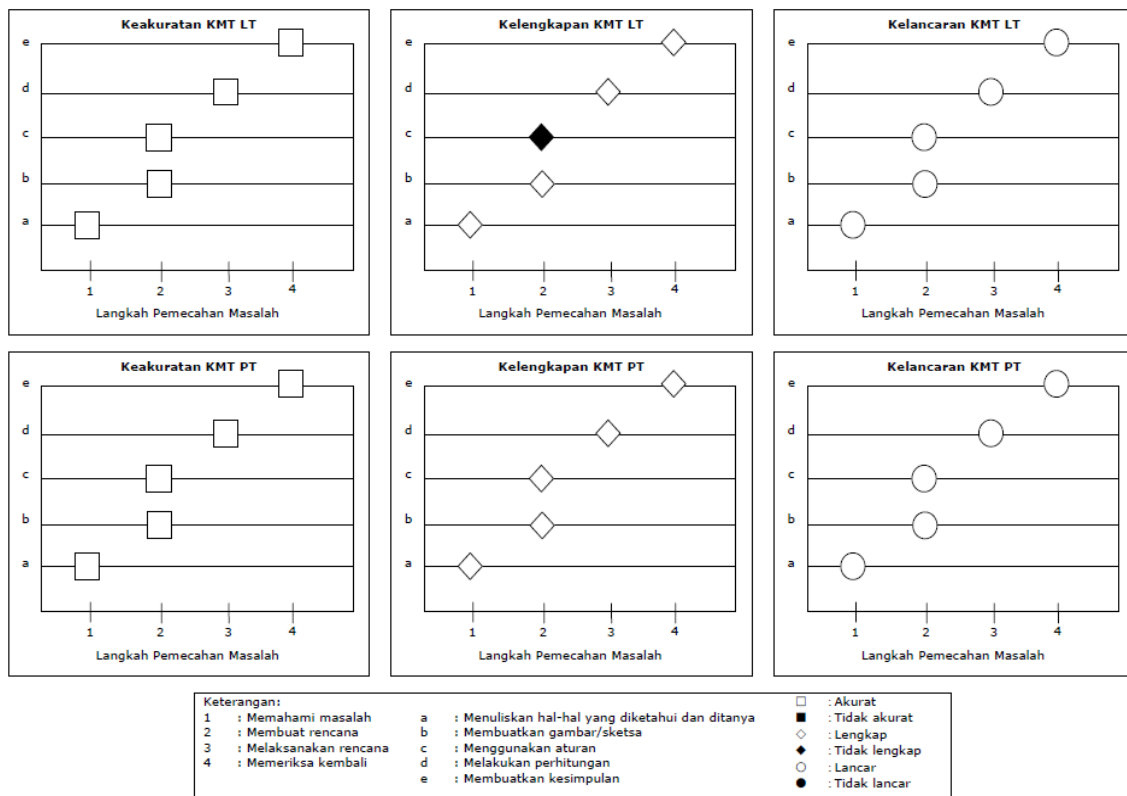 Keakuratan KMT LT
e
d
c
b
a
1 2 3 4
Langkah Pemecahan Masalah
Kelengkapan KMT LT
e
d
c
b
a
1 2 3 4
Langkah Pemecahan Masalah
Kelancaran KMT LT
e
d
c
b
a
1 2 3 4
Langkah Pemecahan Masalah
Keakuratan KMT PT
e
d
c
b
a
1 2 3 4
Langkah Pemecahan Masalah
Kelengkapan KMT PT
e
d
c
b
a
1 2 3 4
Langkah Pemecahan Masalah
Kelancaran KMT PT
e
d
c
b
a
1 2 3 4
Langkah Pemecahan Masalah
Keterangan:
1 : Memahami masalah
2 : Membuat rencana
3 : Melaksanakan rencana
4 : Memeriksa kembali
a : Menuliskan hal-hal yang diketahui dan ditanya
b : Membuatkan gambar/sketsa
c : Menggunakan aturan
d : Melakukan perhitungan
e : Membuatkan kesimpulan
□ : Akurat
■ : Tidak akurat
◇ : Lengkap
◆ : Tidak lengkap
○ : Lancar
● : Tidak lancar